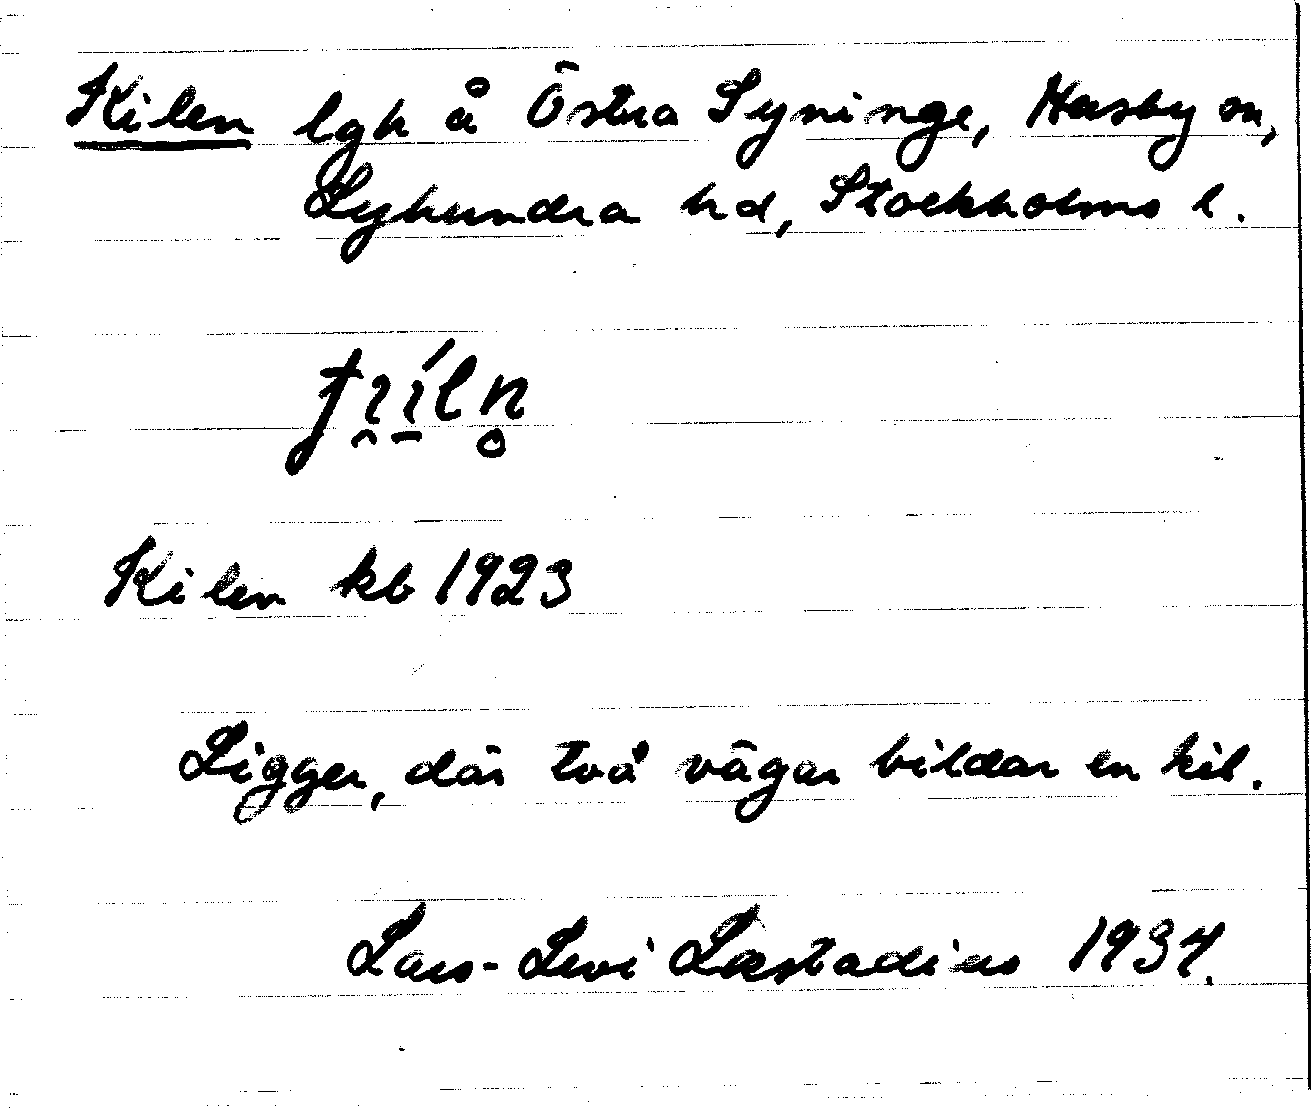 Kilen lgh å Östra Syninge, Husby sn,
Lyhundra hd, Stockholms l.
Kilen kb 1923
Ligger, där två vägar bildar en kil.
Lars-Levi Læstadius 1934.